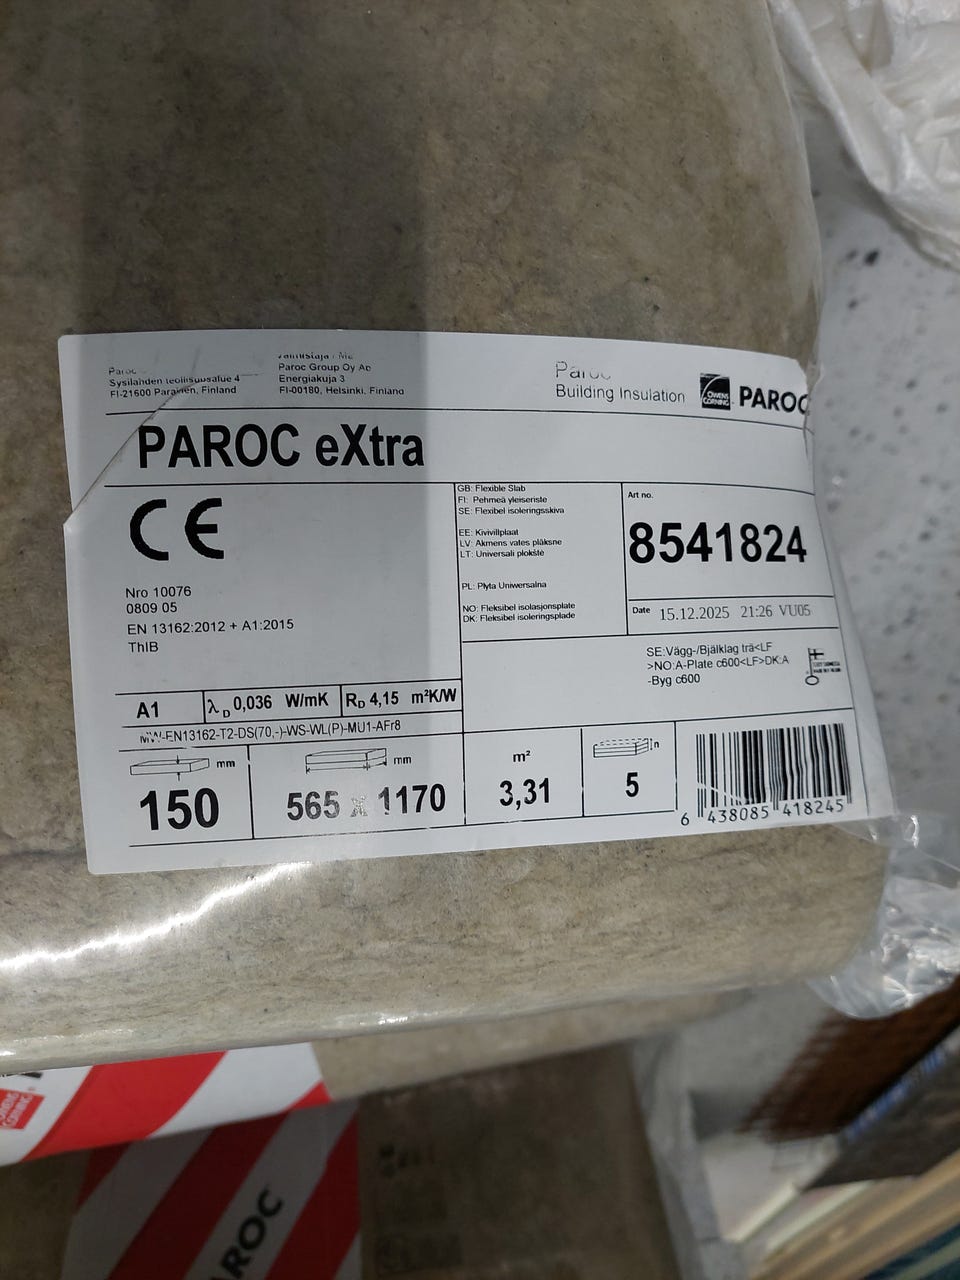 Sysilahden teollisuusalue 4
FI-21600 Parainen, Finland
Paroc Group Oy Ab
Energiakuja 3
FI-00180, Helsinki, Finland
Paroc
Building Insulation
OWENS
CORNING
PAROC
PAROC eXtra
CE
Nro 10076
0809 05
EN 13162:2012 + A1:2015
ThIB
GB: Flexible Slab
FI: Pehmeä yleiseriste
SE: Flexibel isoleringsskiva
EE: Kivivillplaat
LV: Akmens vates plāksne
LT: Universali plokštė
PL: Płyta Uniwersalna
NO: Fleksibel isolasjonsplate
DK: Fleksibel isoleringsplade
Art no.
8541824
Date 15.12.2025 21:26 VU05
SE:Vägg-/Bjälklag trä<LF
>NO:A-Plate c600<LF>DK:A
-Byg c600
A1
λD 0,036 W/mK
RD 4,15 m²K/W
MW-EN13162-T2-DS(70,-)-WS-WL(P)-MU1-AFr8
mm
150
mm
565 x 1170
m²
3,31
n
5
6 438085 418245
PAROC